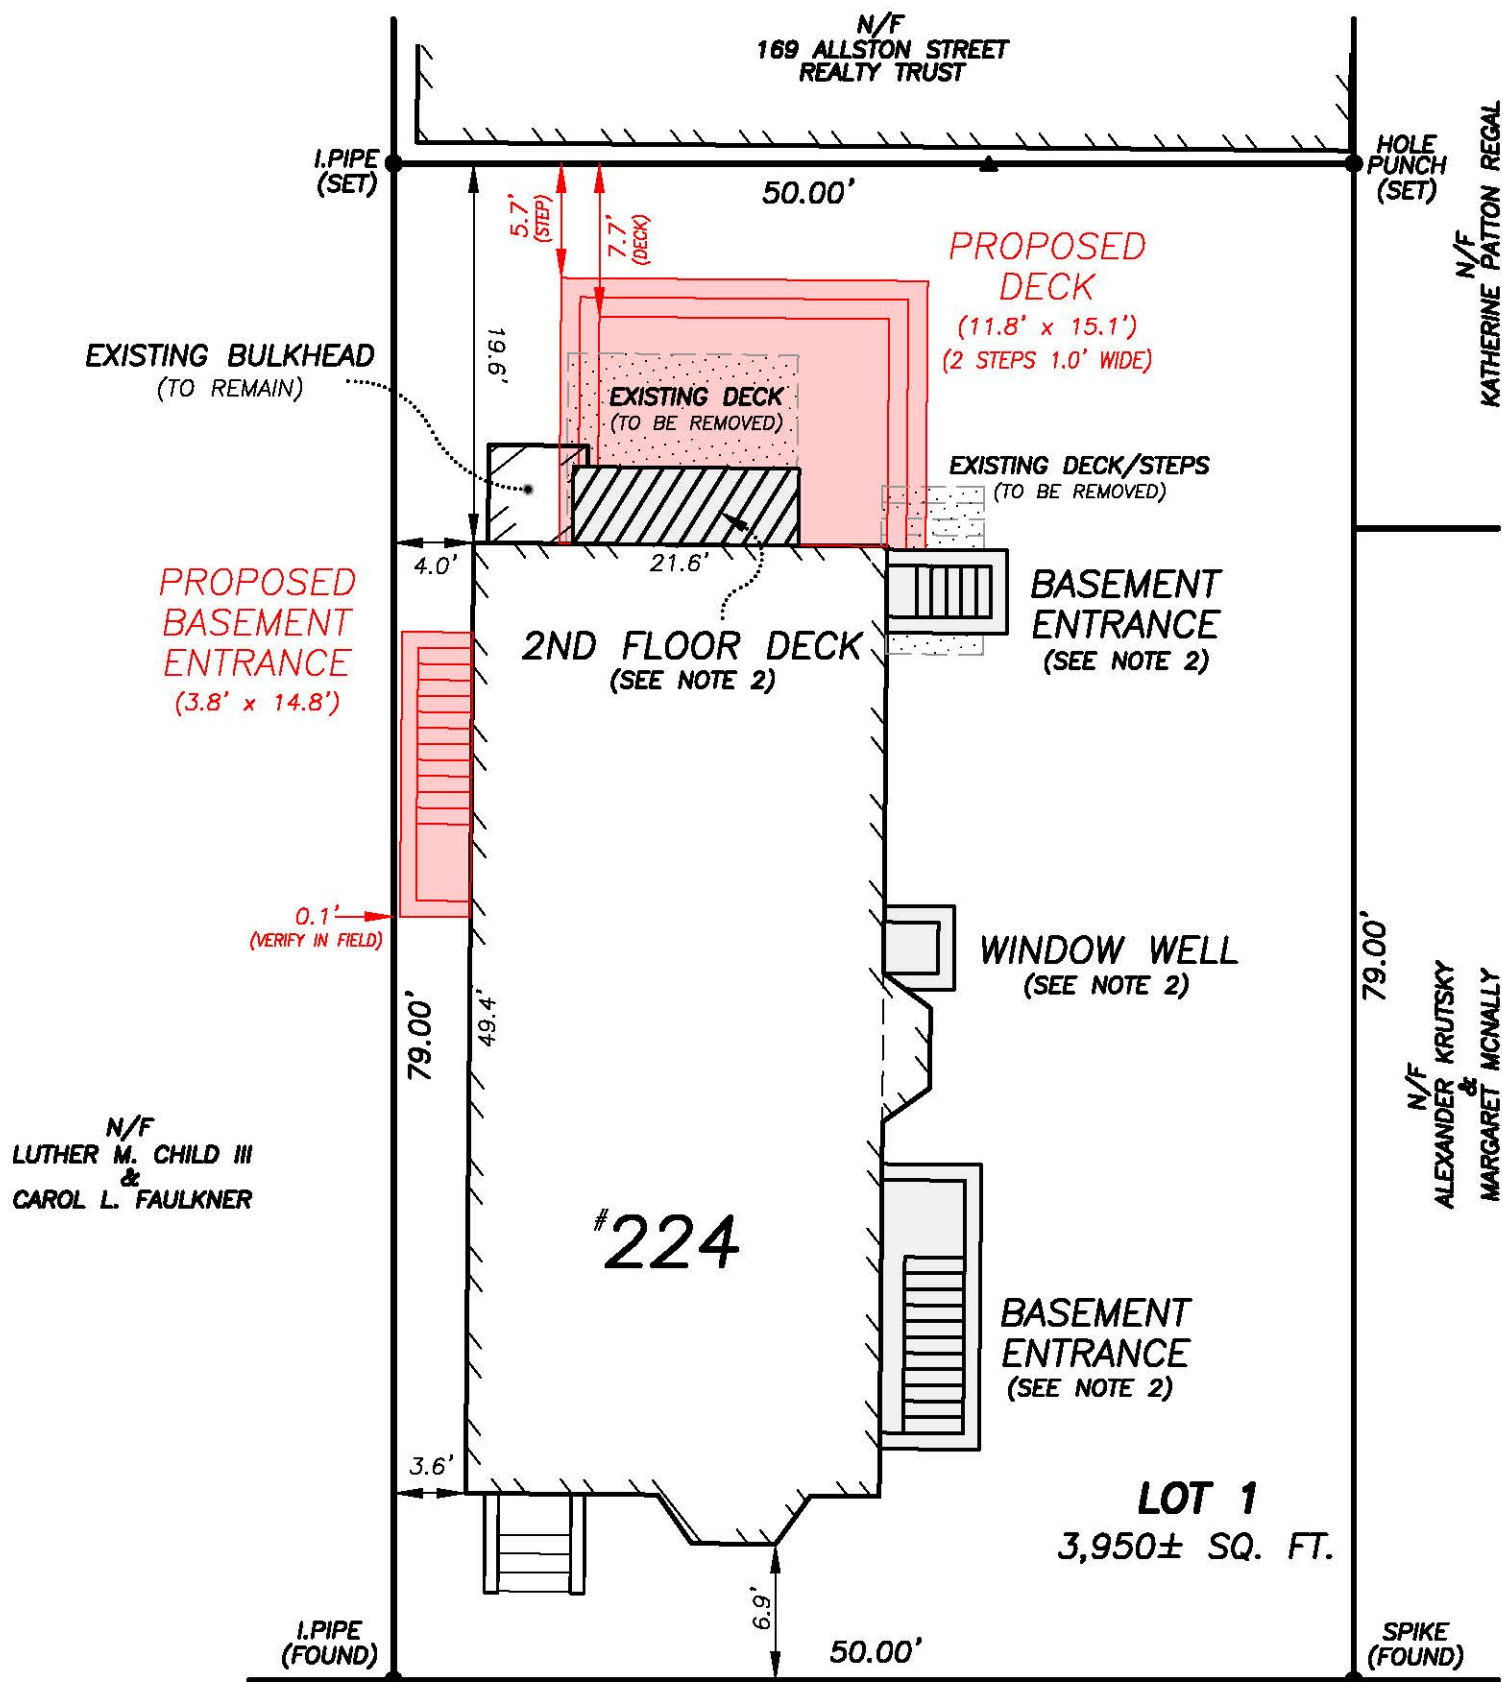 N/F
169 ALLSTON STREET
REALTY TRUST
I.PIPE
(SET)
50.00'
HOLE
PUNCH
(SET)
N/F
KATHERINE PATTON REGAL
5.7'
(STEP)
7.7'
(DECK)
PROPOSED
DECK
(11.8' x 15.1')
(2 STEPS 1.0' WIDE)
19.6'
EXISTING BULKHEAD
(TO REMAIN)
EXISTING DECK
(TO BE REMOVED)
EXISTING DECK/STEPS
(TO BE REMOVED)
4.0'
21.6'
PROPOSED
BASEMENT
ENTRANCE
(3.8' x 14.8')
2ND FLOOR DECK
(SEE NOTE 2)
BASEMENT
ENTRANCE
(SEE NOTE 2)
0.1'
(VERIFY IN FIELD)
79.00'
49.4'
WINDOW WELL
(SEE NOTE 2)
79.00'
N/F
ALEXANDER KRUTSKY
&
MARGARET MCNALLY
N/F
LUTHER M. CHILD III
&
CAROL L. FAULKNER
#224
BASEMENT
ENTRANCE
(SEE NOTE 2)
3.6'
LOT 1
3,950± SQ. FT.
6.9'
I.PIPE
(FOUND)
50.00'
SPIKE
(FOUND)